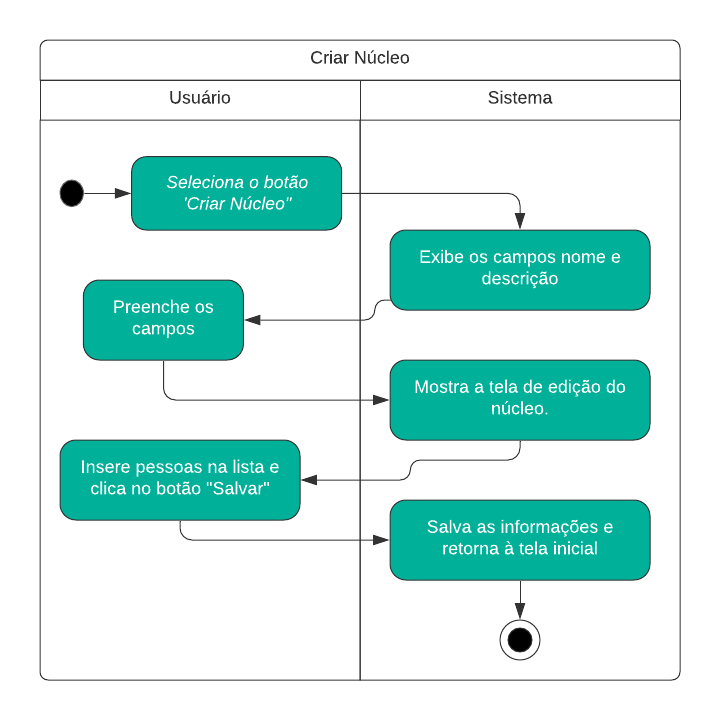 Criar Núcleo
Usuário
Sistema
Seleciona o botão
'Criar Núcleo"
Exibe os campos nome e
descrição
Preenche os
campos
Mostra a tela de edição do
núcleo.
Insere pessoas na lista e
clica no botão "Salvar"
Salva as informações e
retorna à tela inicial